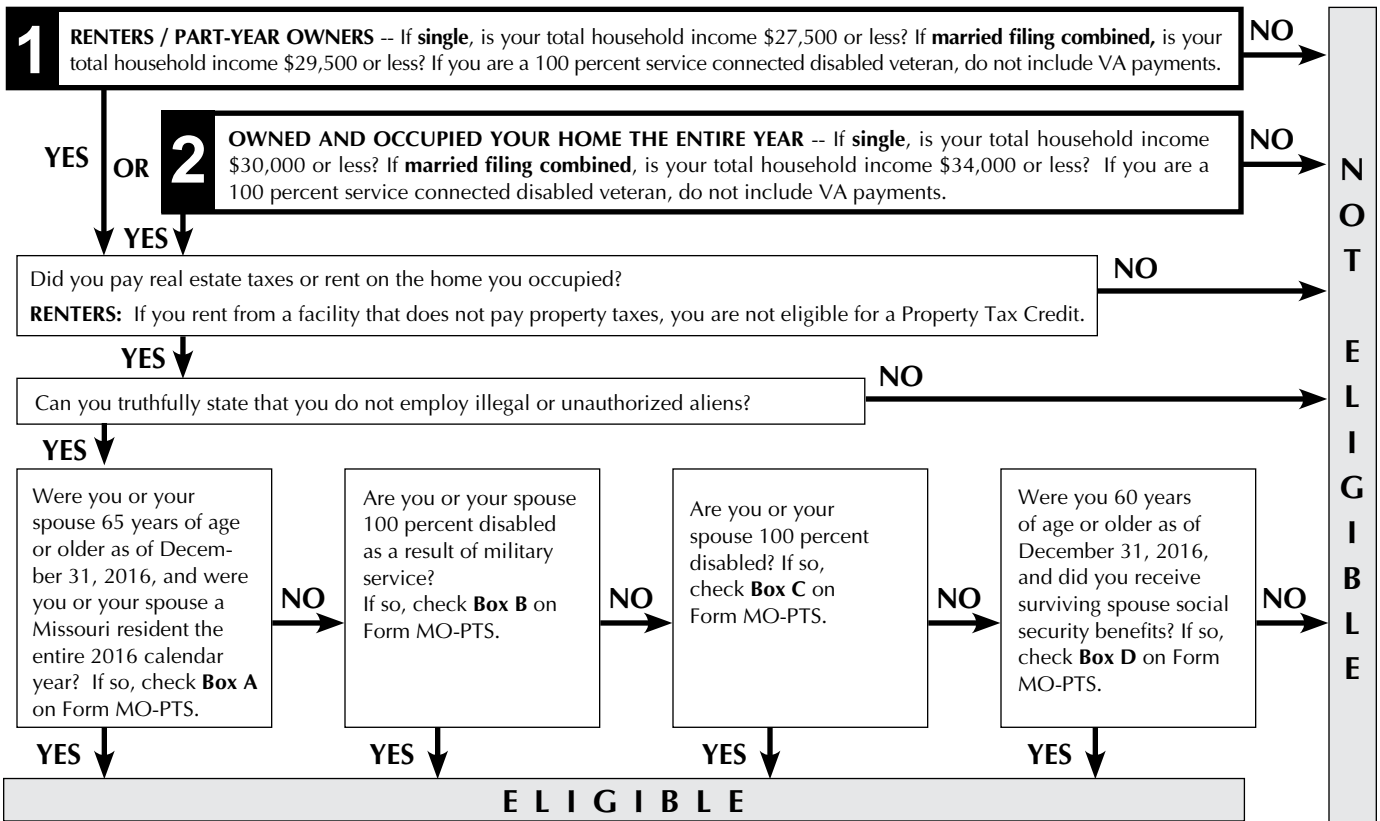 1
RENTERS / PART-YEAR OWNERS -- If single, is your total household income $27,500 or less? If married filing combined, is your
total household income $29,500 or less? If you are a 100 percent service connected disabled veteran, do not include VA payments.
NO
YES
OR
2
OWNED AND OCCUPIED YOUR HOME THE ENTIRE YEAR -- If single, is your total household income
$30,000 or less? If married filing combined, is your total household income $34,000 or less? If you are a
100 percent service connected disabled veteran, do not include VA payments.
NO
YES
Did you pay real estate taxes or rent on the home you occupied?
RENTERS: If you rent from a facility that does not pay property taxes, you are not eligible for a Property Tax Credit.
NO
YES
Can you truthfully state that you do not employ illegal or unauthorized aliens?
NO
YES
Were you or your
spouse 65 years of age
or older as of Decem-
ber 31, 2016, and were
you or your spouse a
Missouri resident the
entire 2016 calendar
year? If so, check Box A
on Form MO-PTS.
NO
Are you or your spouse
100 percent disabled
as a result of military
service?
If so, check Box B on
Form MO-PTS.
NO
Are you or your
spouse 100 percent
disabled? If so,
check Box C on
Form MO-PTS.
NO
Were you 60 years
of age or older as of
December 31, 2016,
and did you receive
surviving spouse social
security benefits? If so,
check Box D on Form
MO-PTS.
NO
YES
YES
YES
YES
ELIGIBLE
NOT ELIGIBLE